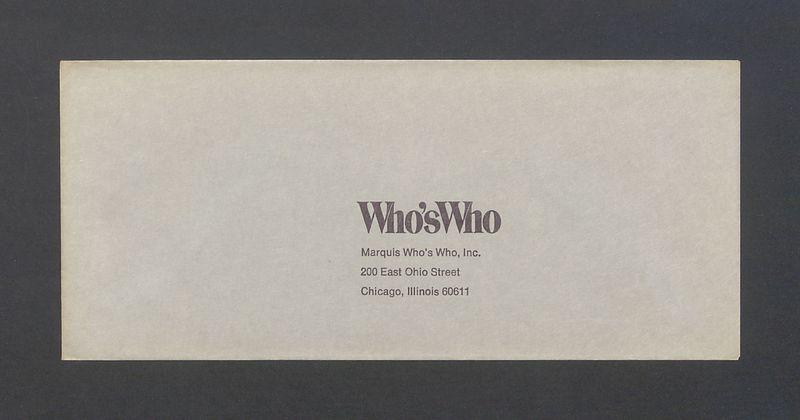 Who'sWho
Marquis Who's Who, Inc.
200 East Ohio Street
Chicago, Illinois 60611